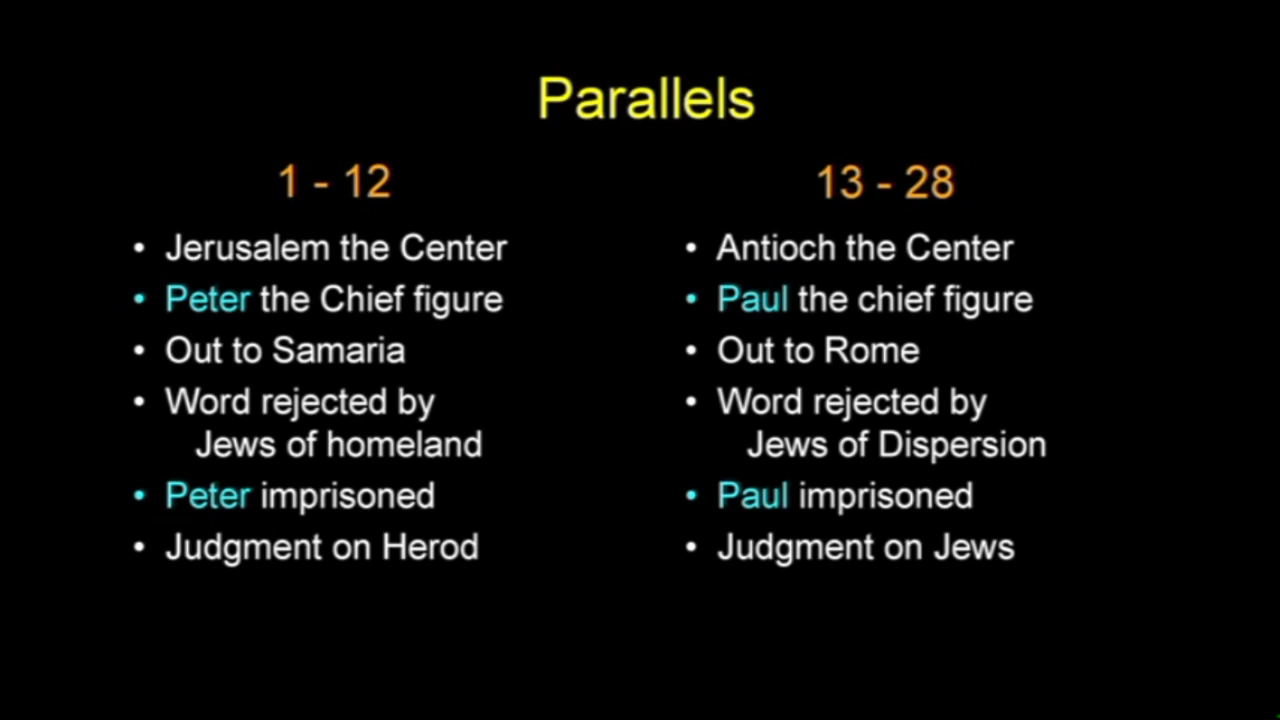 Parallels
1 - 12
• Jerusalem the Center
• Peter the Chief figure
• Out to Samaria
• Word rejected by
Jews of homeland
• Peter imprisoned
• Judgment on Herod
13 - 28
• Antioch the Center
• Paul the chief figure
• Out to Rome
• Word rejected by
Jews of Dispersion
• Paul imprisoned
• Judgment on Jews